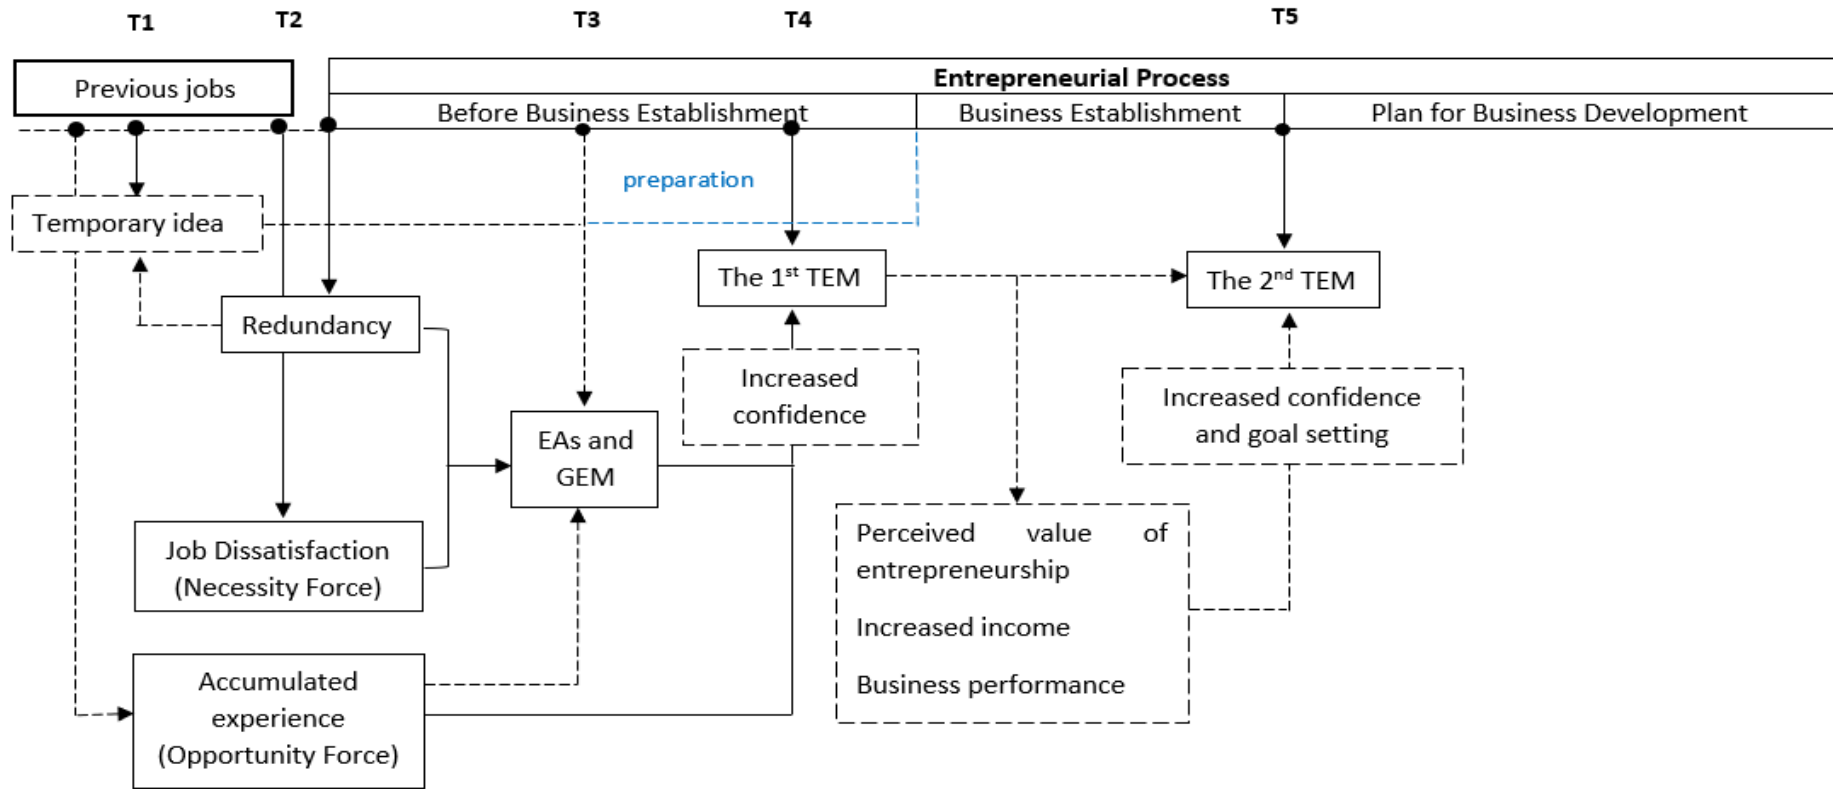 T1 T2 T3 T4 T5
Previous jobs
Entrepreneurial Process
Before Business Establishment
Business Establishment
Plan for Business Development
preparation
Temporary idea
The 1st TEM
The 2nd TEM
Redundancy
Increased
confidence
Increased confidence
and goal setting
EAs and
GEM
Job Dissatisfaction
(Necessity Force)
Perceived value of
entrepreneurship
Increased income
Business performance
Accumulated
experience
(Opportunity Force)